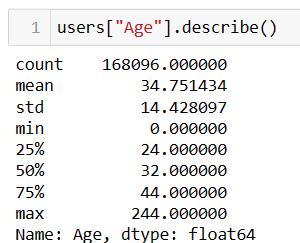 1 users["Age"].describe()
count 168096.000000
mean 34.751434
std 14.428097
min 0.000000
25% 24.000000
50% 32.000000
75% 44.000000
max 244.000000
Name: Age, dtype: float64